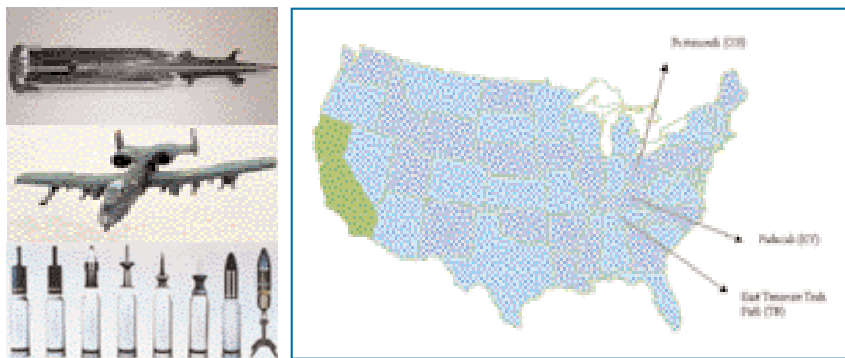 Portsmouth (OH)
Paducah (KY)
East Tennessee Tech
Park (TN)